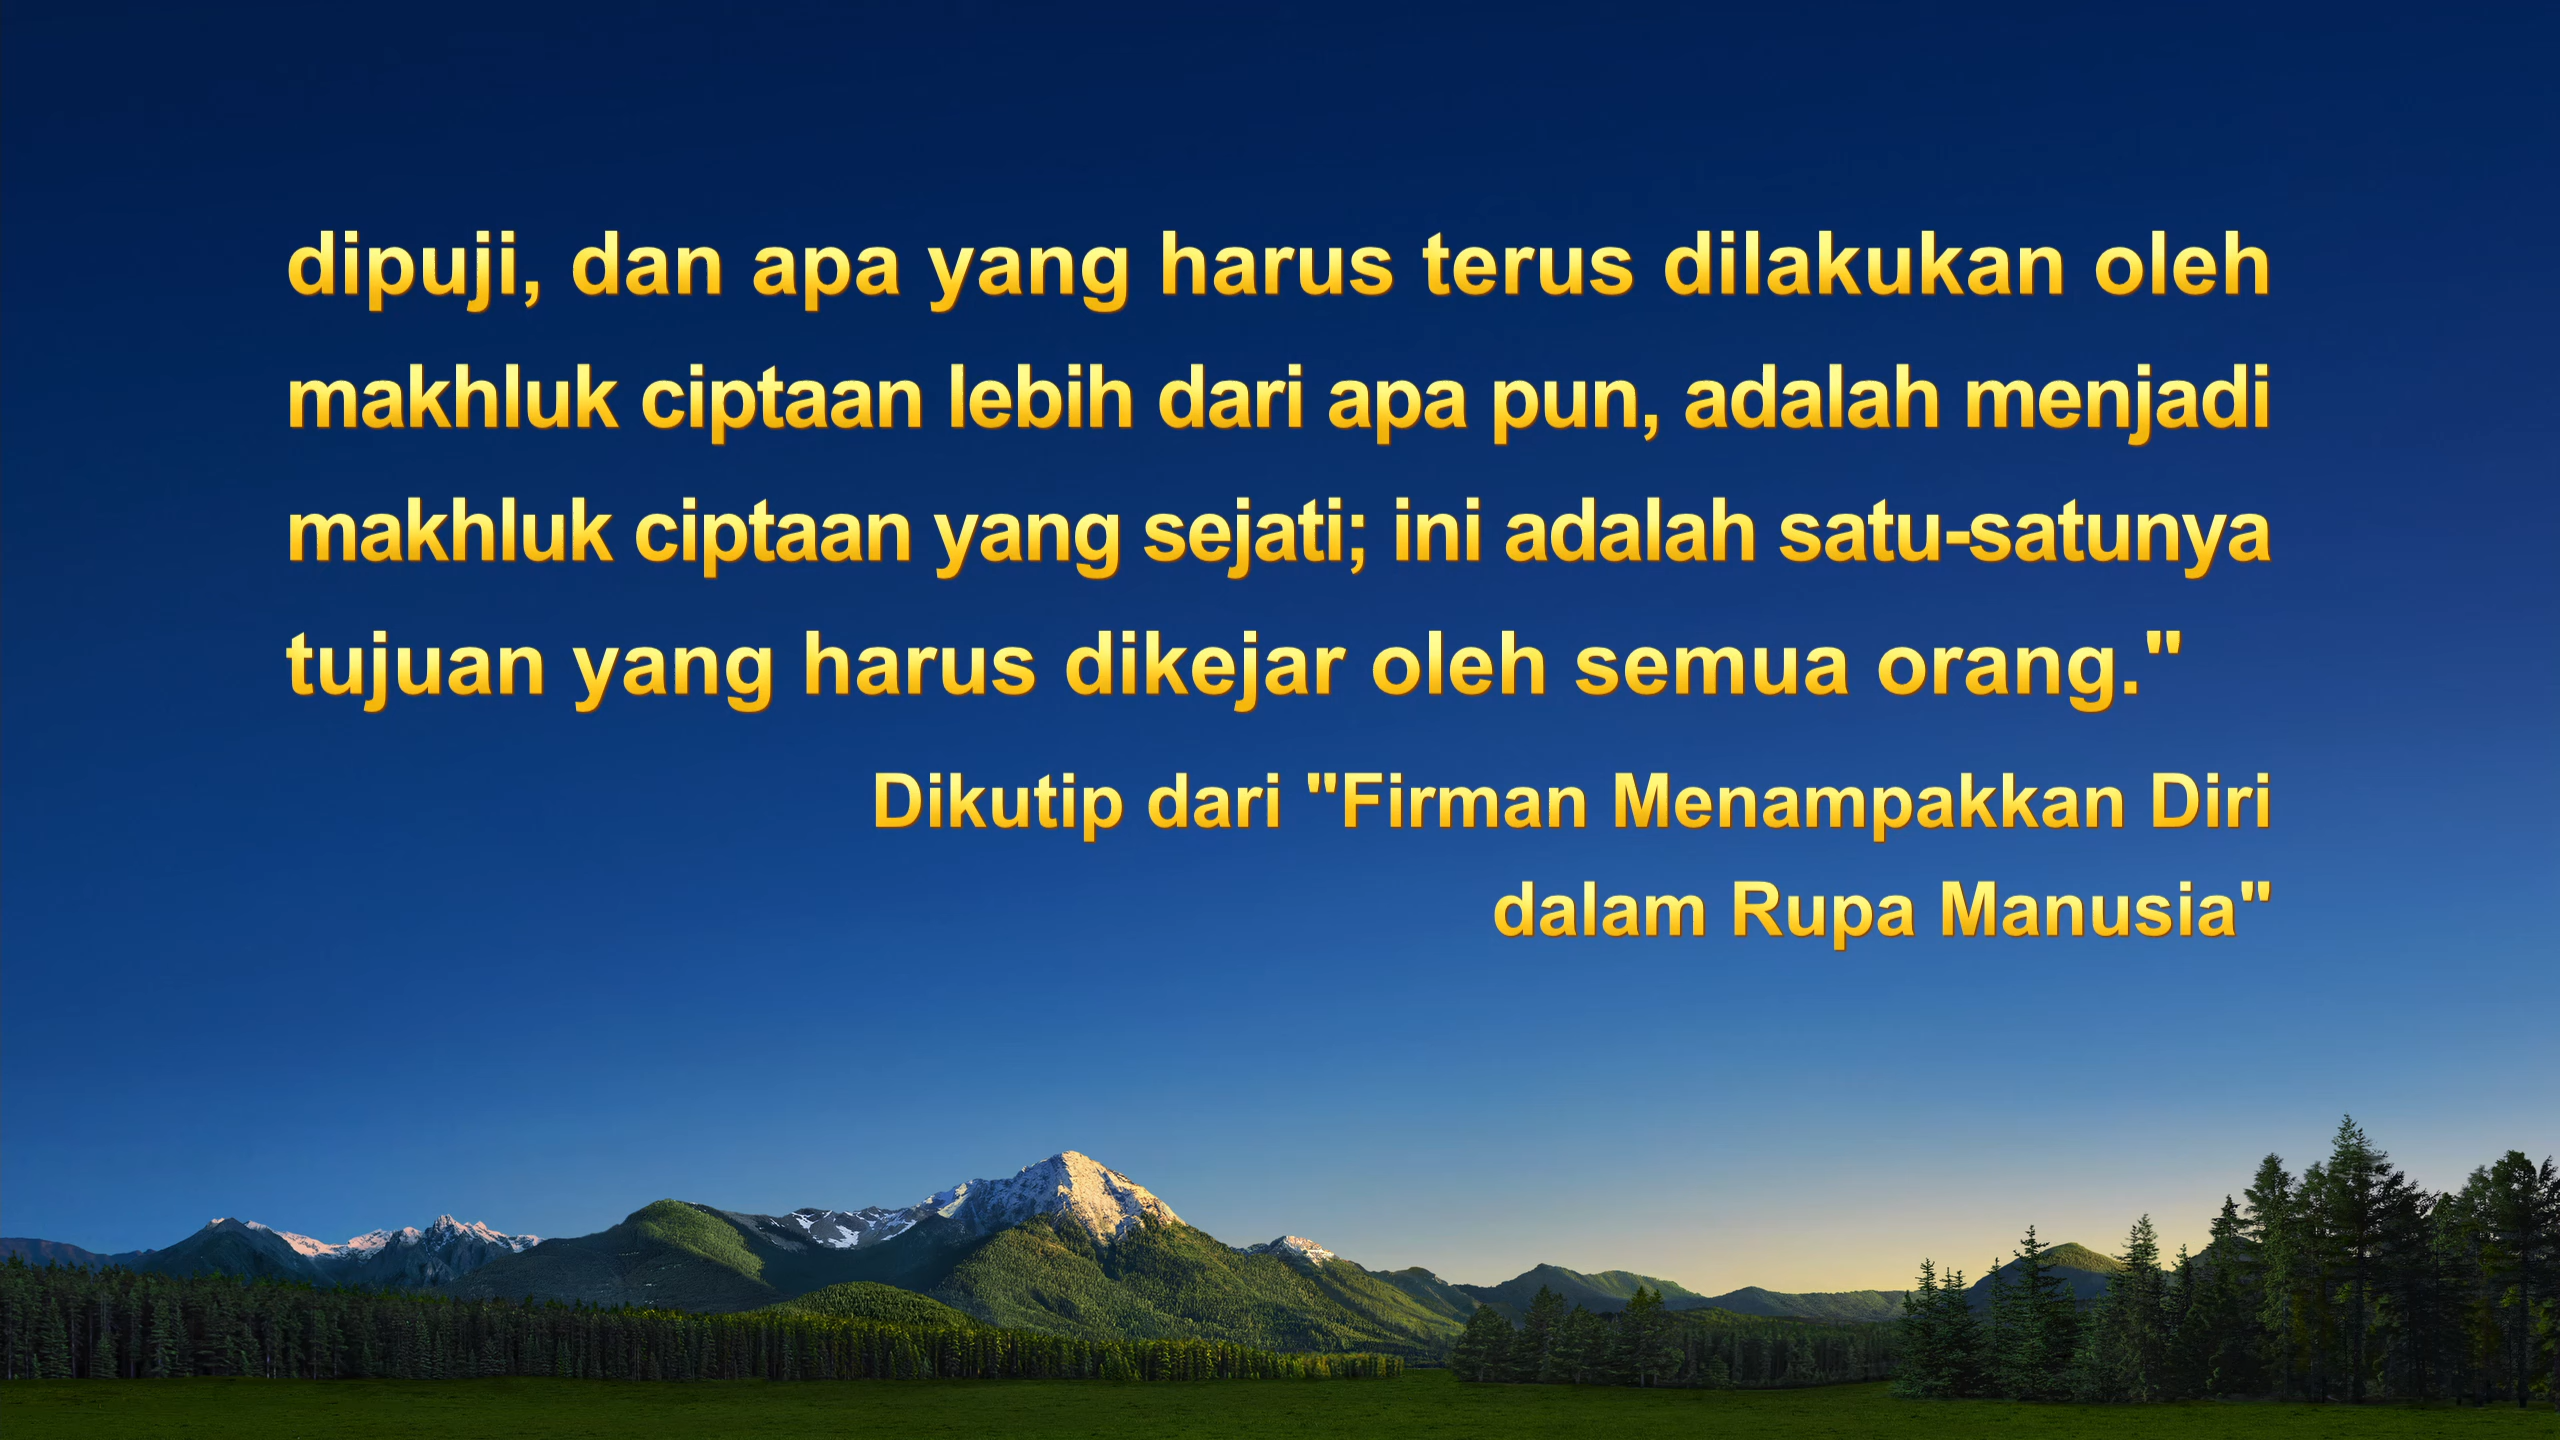 dipuji, dan apa yang harus terus dilakukan oleh
makhluk ciptaan lebih dari apa pun, adalah menjadi
makhluk ciptaan yang sejati; ini adalah satu-satunya
tujuan yang harus dikejar oleh semua orang."
Dikutip dari "Firman Menampakkan Diri
dalam Rupa Manusia"